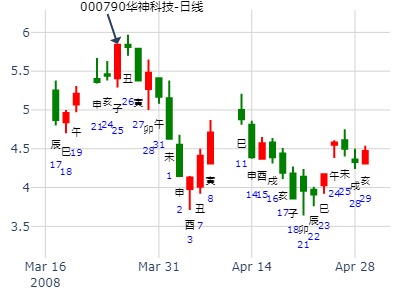 000790华神科技-日线
6
5.5
5
4.5
4
3.5
辰 巳 午 申 亥 子 丑 寅 卯 午 未 申 酉 丑 寅 巳 申 酉 戌 亥 子 卯 辰 巳 午 未 戌 亥
17 18 19 21 24 25 26 27 28 31 1 2 3 7 8 11 14 15 16 17 18 21 22 23 24 25 28 29
Mar 16 Mar 31 Apr 14 Apr 28
2008